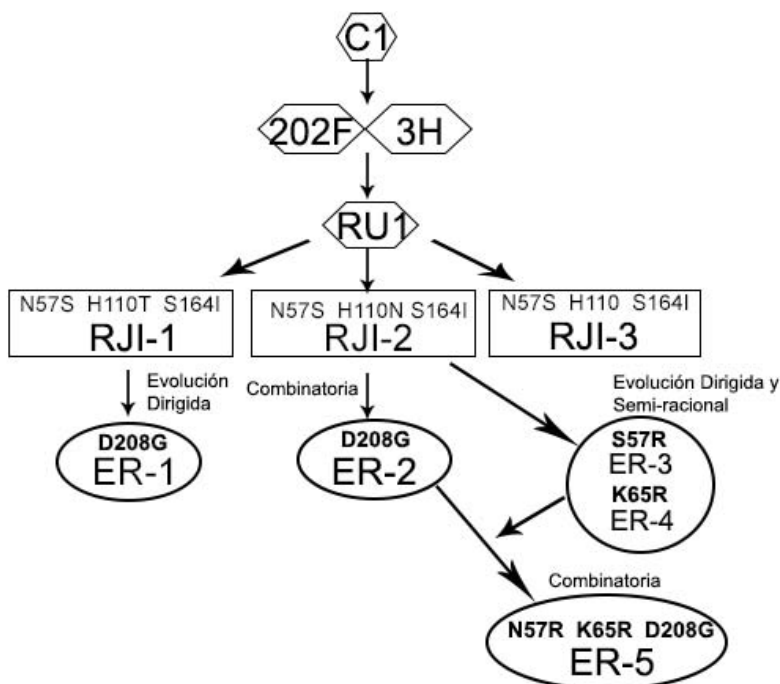 C1
202F 3H
RU1
N57S H110T S164I
RJI-1
N57S H110N S164I
RJI-2
N57S H110 S164I
RJI-3
Evolución
Dirigida
Combinatoria
Evolución Dirigida y
Semi-racional
D208G
ER-1
D208G
ER-2
S57R
ER-3
K65R
ER-4
Combinatoria
N57R K65R D208G
ER-5